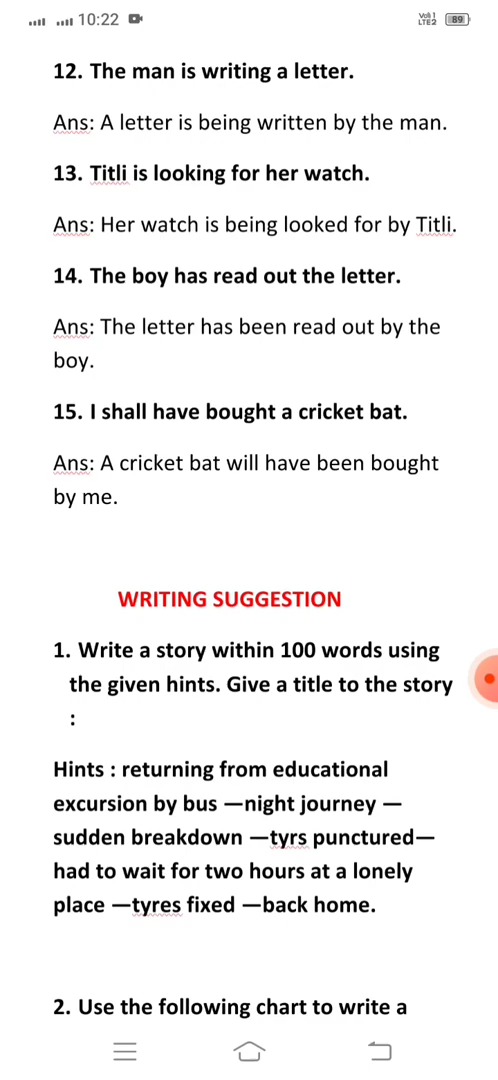 10:22
VoB 1
LTE2
89
12. The man is writing a letter.
Ans: A letter is being written by the man.
13. Titli is looking for her watch.
Ans: Her watch is being looked for by Titli.
14. The boy has read out the letter.
Ans: The letter has been read out by the
boy.
15. I shall have bought a cricket bat.
Ans: A cricket bat will have been bought
by me.
WRITING SUGGESTION
1. Write a story within 100 words using
the given hints. Give a title to the story
:
Hints : returning from educational
excursion by bus —night journey —
sudden breakdown —tyrs punctured—
had to wait for two hours at a lonely
place —tyres fixed —back home.
2. Use the following chart to write a